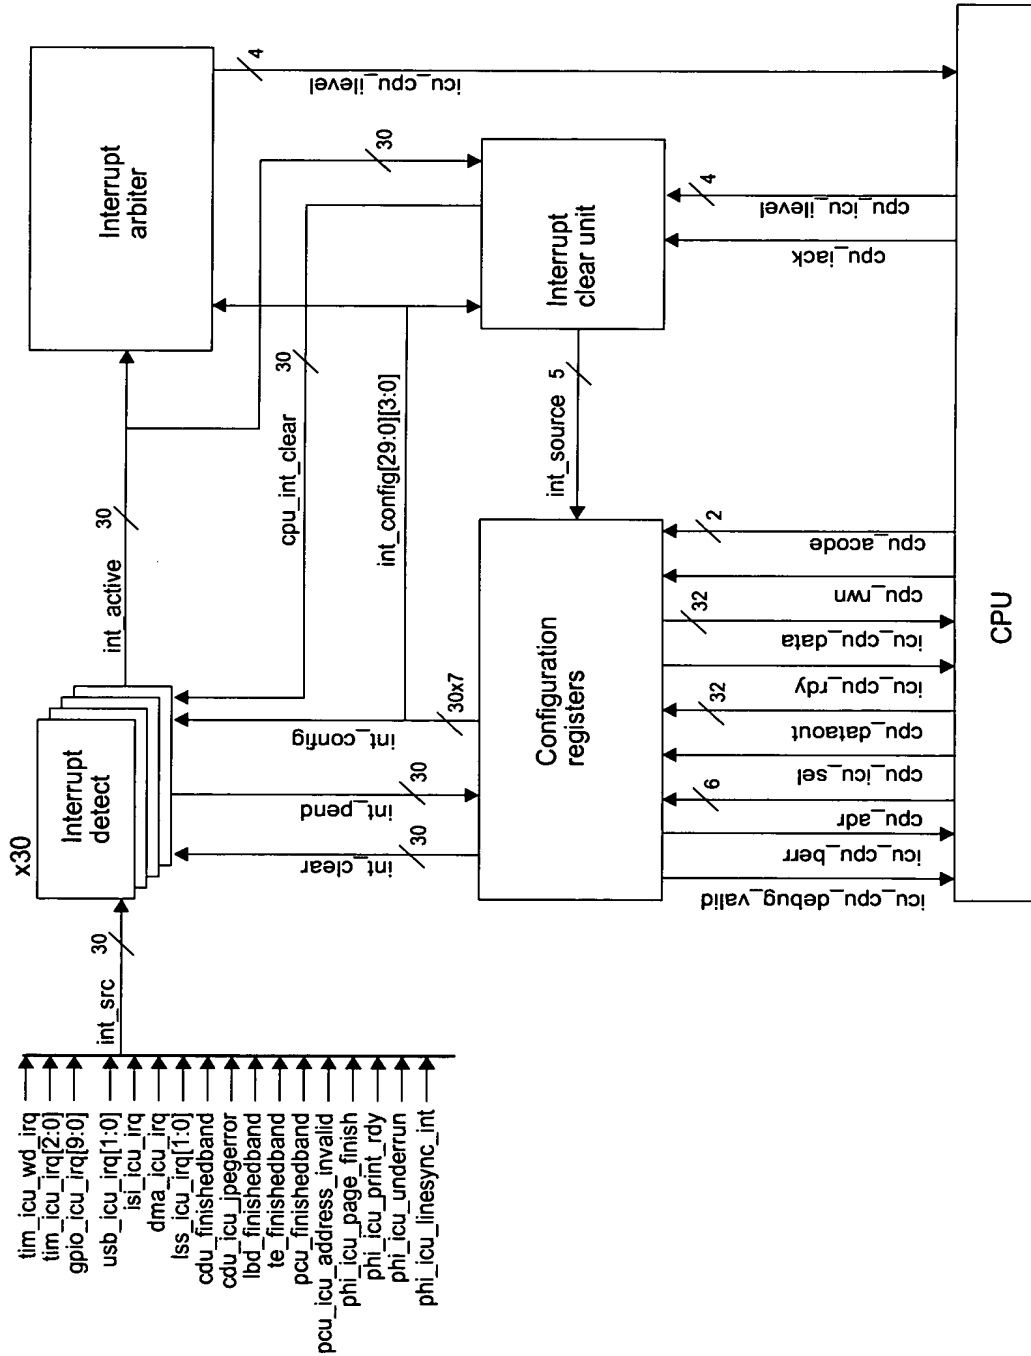 tim_icu_wd_irq
tim_icu_irq[2:0]
gpio_icu_irq[9:0]
usb_icu_irq[1:0]
isi_icu_irq
dma_icu_irq
lss_icu_irq[1:0]
cdu_finishedband
cdu_icu_jpegerror
lbd_finishedband
te_finishedband
pcu_finishedband
pcu_icu_address_invalid
phi_icu_page_finish
phi_icu_print_rdy
phi_icu_underrun
phi_icu_linesync_int
int_src
30
x30
Interrupt
detect
int_active
30
Interrupt
arbiter
4
icu_cpu_ilevel
30
cpu_int_clear
30
int_config[29:0][3:0]
Interrupt
clear unit
4
cpu_icu_ilevel
cpu_iack
int_source
5
int_clear
30
int_pend
30
int_config
30x7
Configuration
registers
icu_cpu_debug_valid
icu_cpu_berr
cpu_adr
6
cpu_icu_sel
cpu_dataout
32
icu_cpu_rdy
icu_cpu_data
32
cpu_rwn
cpu_acode
2
CPU